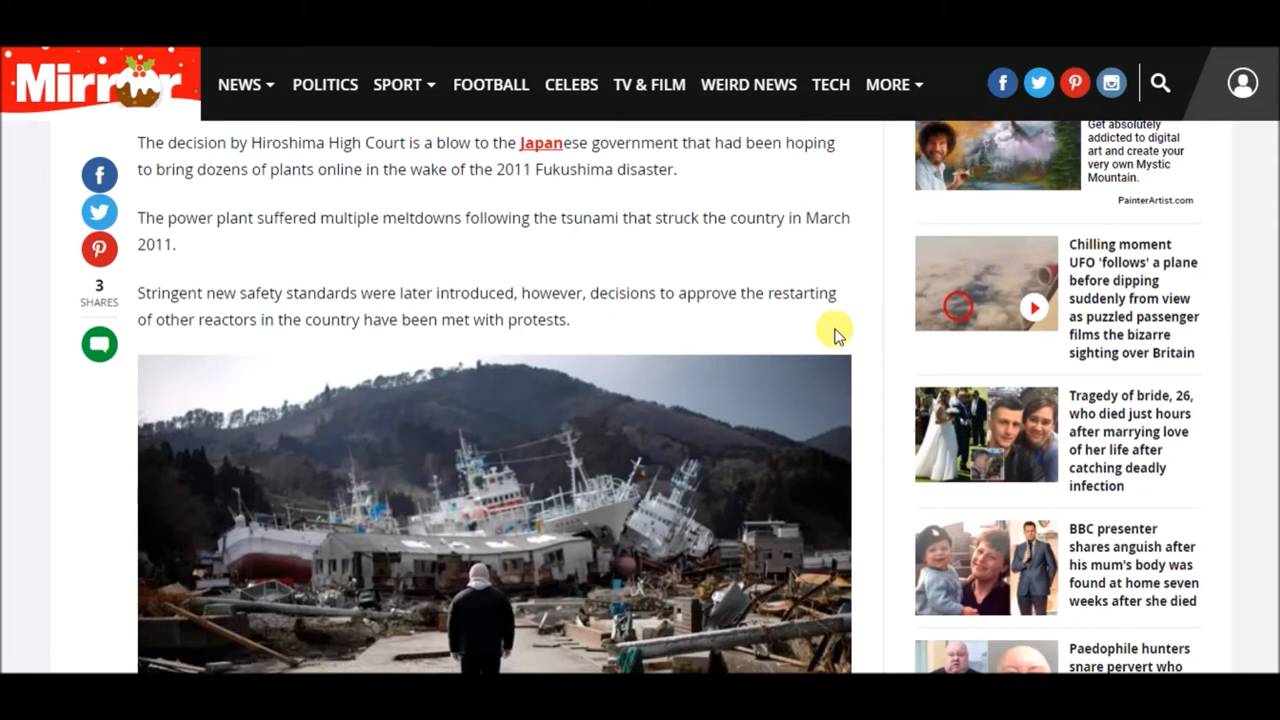 Mirror
NEWS
POLITICS
SPORT
FOOTBALL
CELEBS
TV & FILM
WEIRD NEWS
TECH
MORE
The decision by Hiroshima High Court is a blow to the Japanese government that had been hoping
to bring dozens of plants online in the wake of the 2011 Fukushima disaster.
The power plant suffered multiple meltdowns following the tsunami that struck the country in March
2011.
Stringent new safety standards were later introduced, however, decisions to approve the restarting
of other reactors in the country have been met with protests.
3
SHARES
Get absolutely
addicted to digital
art and create your
very own Mystic
Mountain.
PainterArtist.com
Chilling moment
UFO 'follows' a plane
before dipping
suddenly from view
as puzzled passenger
films the bizarre
sighting over Britain
Tragedy of bride, 26,
who died just hours
after marrying love
of her life after
catching deadly
infection
BBC presenter
shares anguish after
his mum's body was
found at home seven
weeks after she died
Paedophile hunters
snare pervert who